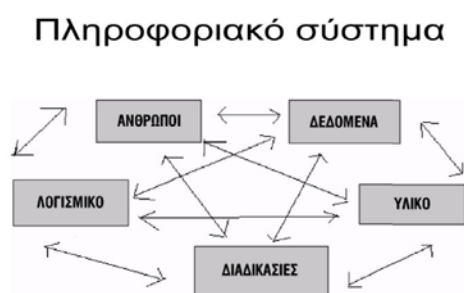 Πληροφοριακό σύστημα
ΑΝΘΡΩΠΟΙ
ΔΕΔΟΜΕΝΑ
ΛΟΓΙΣΜΙΚΟ
ΥΛΙΚΟ
ΔΙΑΔΙΚΑΣΙΕΣ